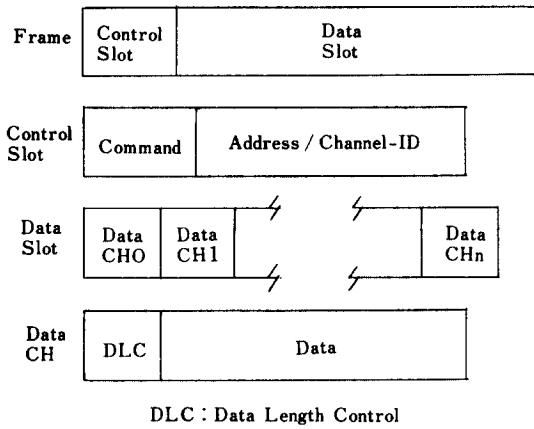 Frame
Control
Slot
Data
Slot
Control
Slot
Command
Address / Channel-ID
Data
Slot
Data
CH0
Data
CH1
Data
CHn
Data
CH
DLC
Data
DLC : Data Length Control